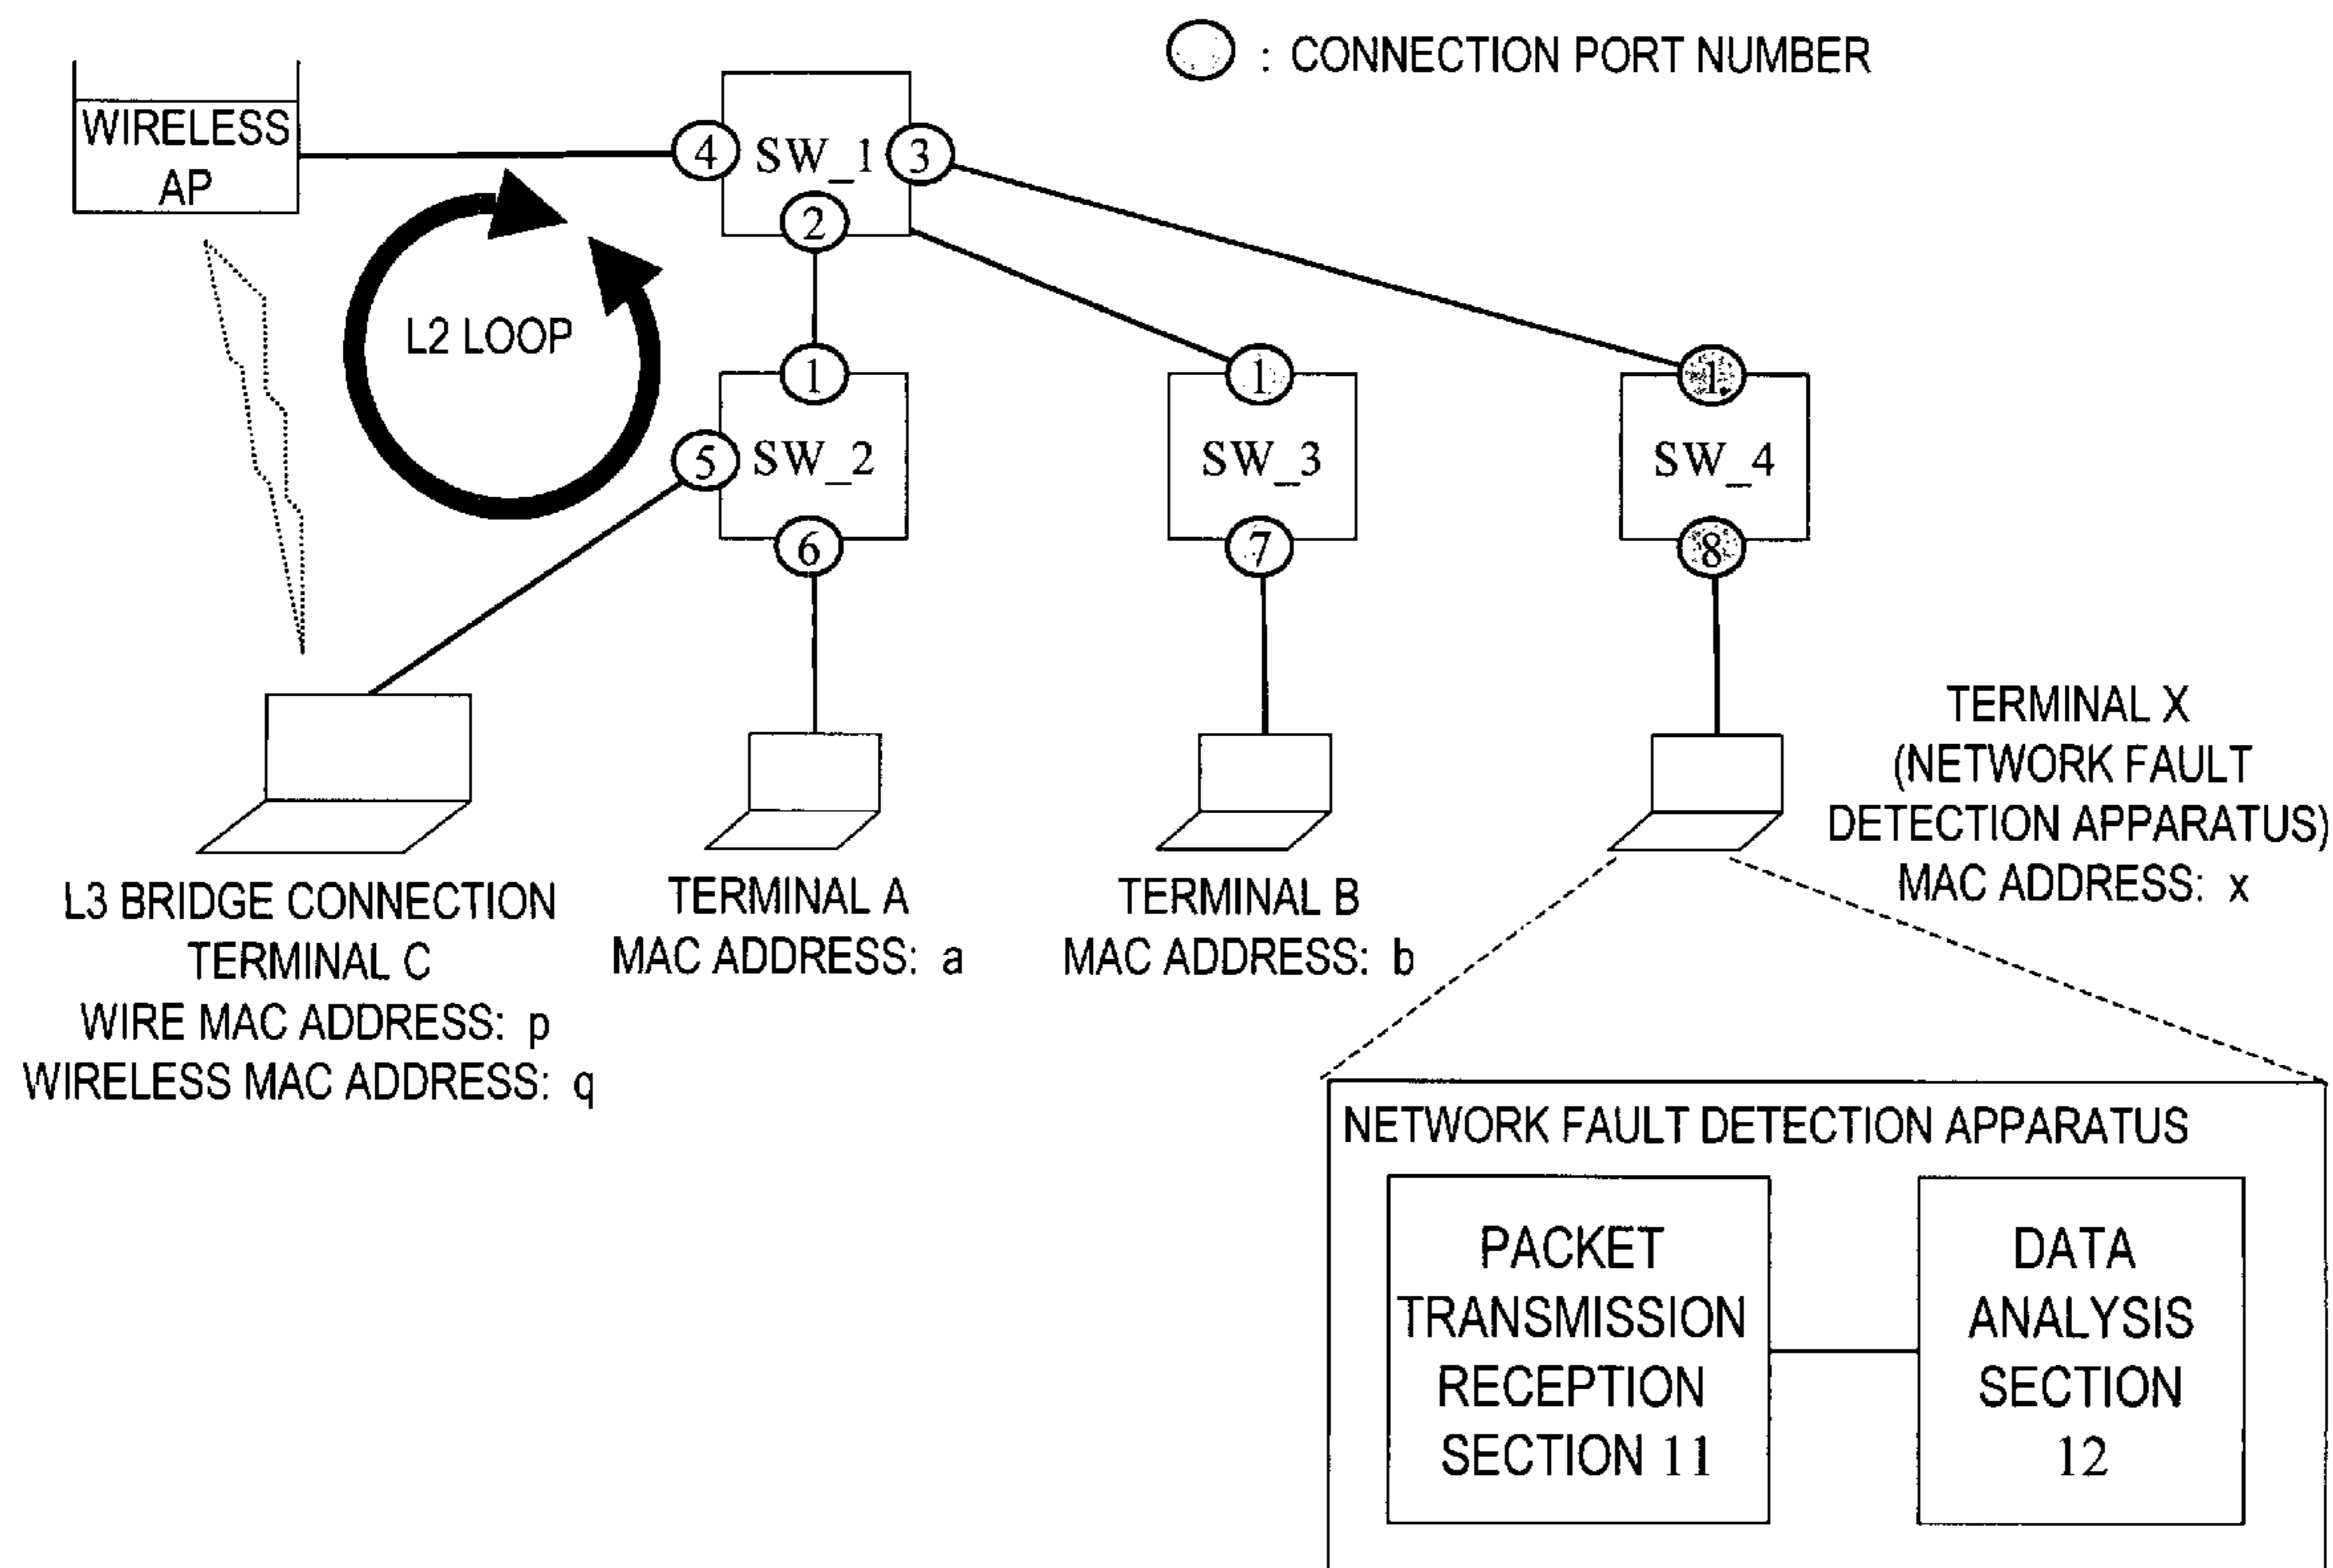 : CONNECTION PORT NUMBER
WIRELESS
AP
4
SW_1
3
2
L2 LOOP
1
5
SW_2
6
1
SW_3
7
1
SW_4
8
L3 BRIDGE CONNECTION
TERMINAL C
WIRE MAC ADDRESS: p
WIRELESS MAC ADDRESS: q
TERMINAL A
MAC ADDRESS: a
TERMINAL B
MAC ADDRESS: b
TERMINAL X
(NETWORK FAULT
DETECTION APPARATUS)
MAC ADDRESS: x
NETWORK FAULT DETECTION APPARATUS
PACKET
TRANSMISSION
RECEPTION
SECTION 11
DATA
ANALYSIS
SECTION
12